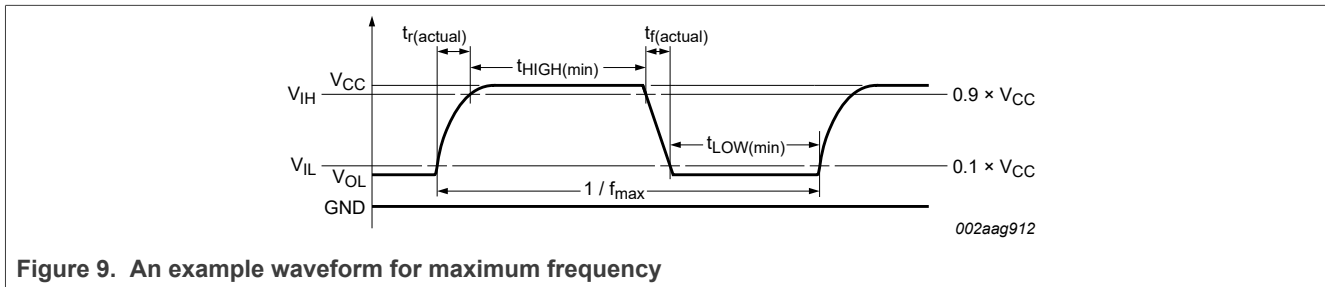 tr(actual)
tf(actual)
tHIGH(min)
VCC
VIH
0.9 × VCC
tLOW(min)
VIL
0.1 × VCC
VOL
1 / fmax
GND
002aag912
Figure 9. An example waveform for maximum frequency